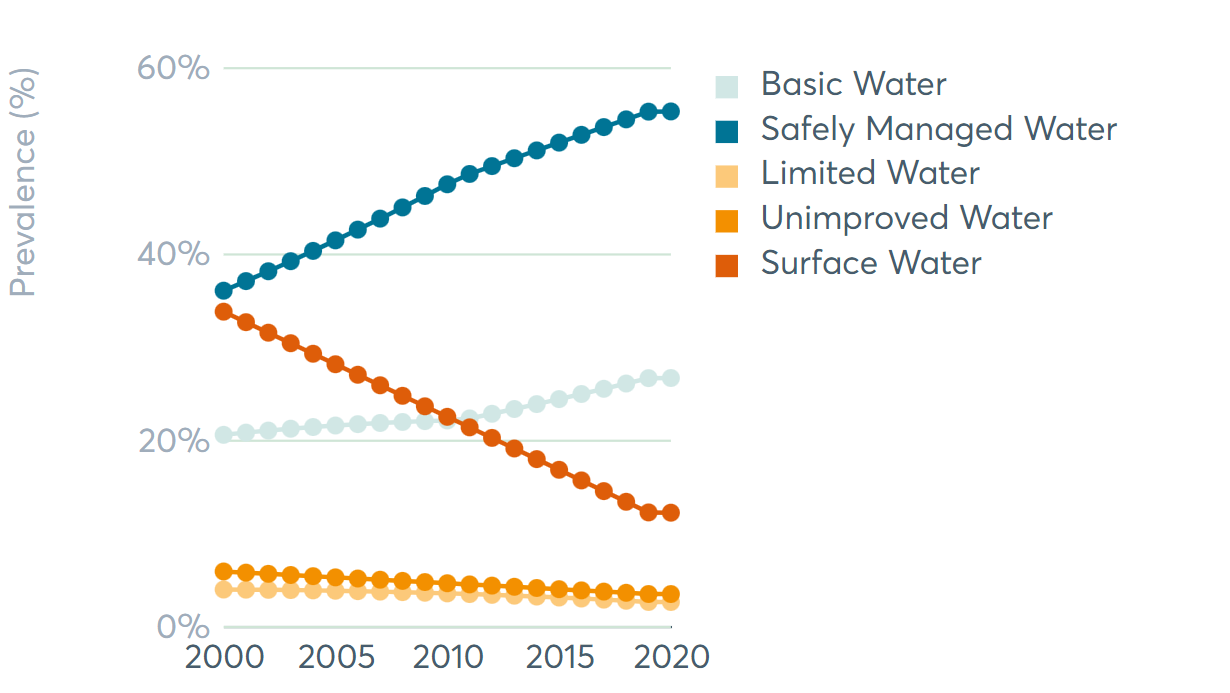 Prevalence (%)
60%
40%
20%
0%
2000 2005 2010 2015 2020
Basic Water
Safely Managed Water
Limited Water
Unimproved Water
Surface Water